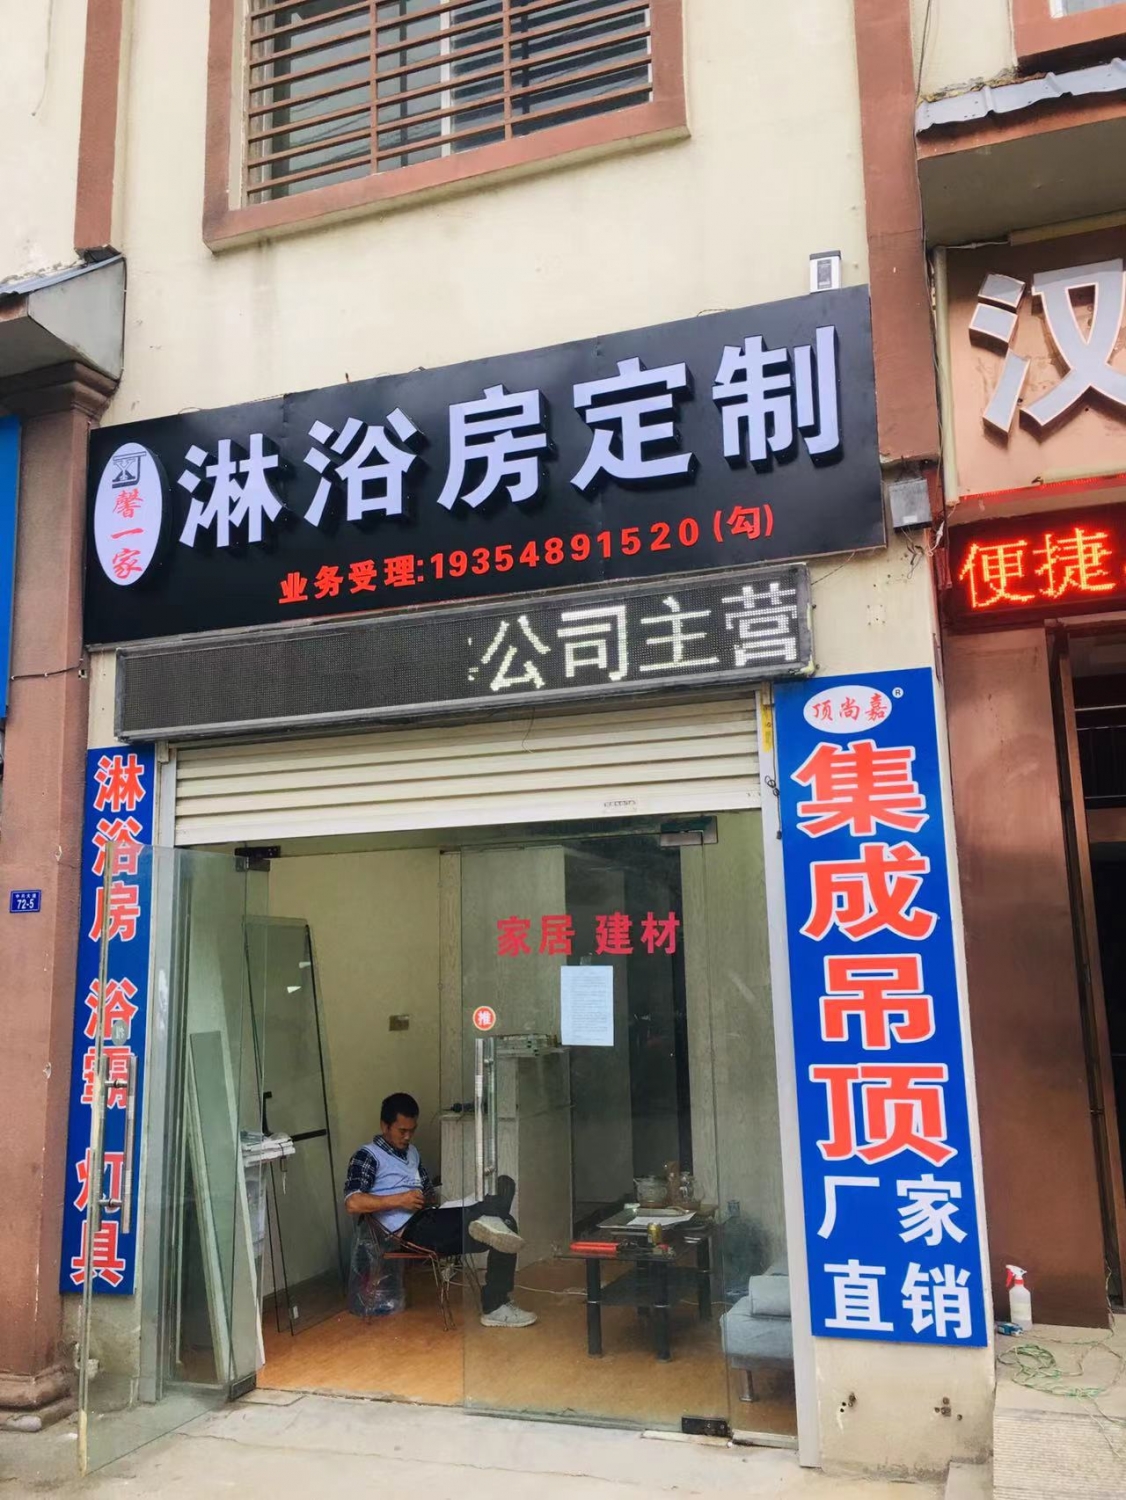 汉
馨一家
淋浴房定制
业务受理:19354891520(勾)
便捷
公司主营
顶尚嘉®
淋浴房 浴霸 灯具
集成吊顶
厂家
直销
72-5
家居 建材
推